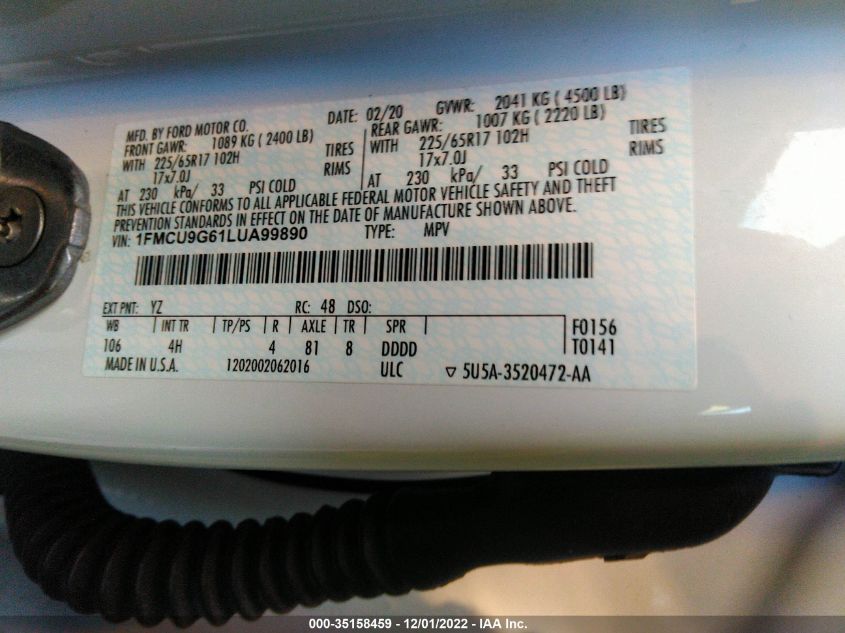 MFD. BY FORD MOTOR CO. DATE: 02/20 GVWR: 2041 KG ( 4500 LB)
FRONT GAWR: 1089 KG ( 2400 LB) REAR GAWR: 1007 KG ( 2220 LB)
WITH 225/65R17 102H TIRES WITH 225/65R17 102H TIRES
17x7.0J RIMS 17x7.0J RIMS
AT 230 kPa/ 33 PSI COLD AT 230 kPa/ 33 PSI COLD
THIS VEHICLE CONFORMS TO ALL APPLICABLE FEDERAL MOTOR VEHICLE SAFETY AND THEFT
PREVENTION STANDARDS IN EFFECT ON THE DATE OF MANUFACTURE SHOWN ABOVE.
VIN: 1FMCU9G61LUA99890 TYPE: MPV
EXT PNT: YZ RC: 48 DSO:
WB INT TR TP/PS R AXLE TR SPR F0156
106 4H 4 81 8 DDDD T0141
MADE IN U.S.A. 1202002062016 ULC ▽ 5U5A-3520472-AA
000-35158459 - 12/01/2022 - IAA Inc.